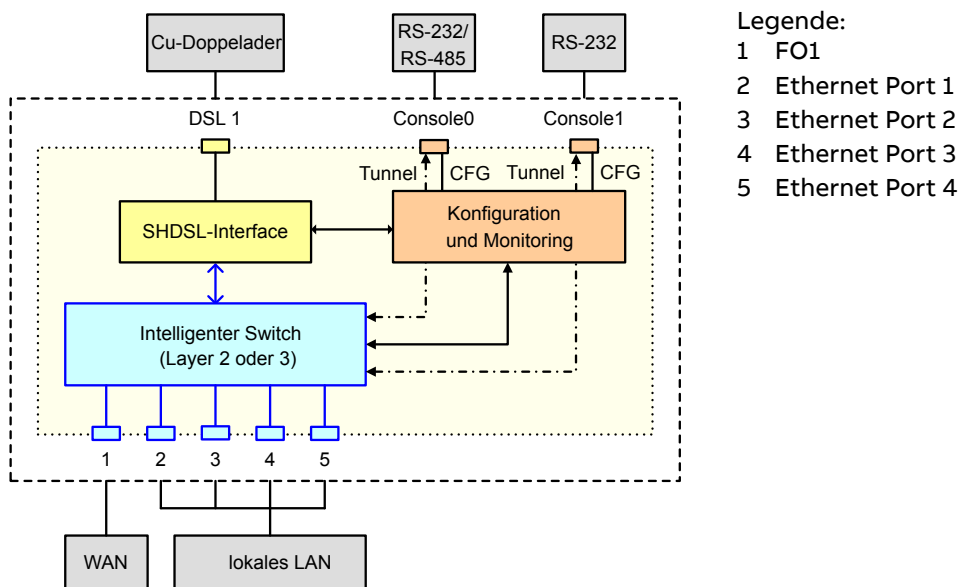 Cu-Doppelader
RS-232/
RS-485
RS-232
DSL 1
Console0
Console1
Tunnel
CFG
Tunnel
CFG
SHDSL-Interface
Konfiguration
und Monitoring
Intelligenter Switch
(Layer 2 oder 3)
1
2
3
4
5
WAN
lokales LAN
Legende:
1 FO1
2 Ethernet Port 1
3 Ethernet Port 2
4 Ethernet Port 3
5 Ethernet Port 4